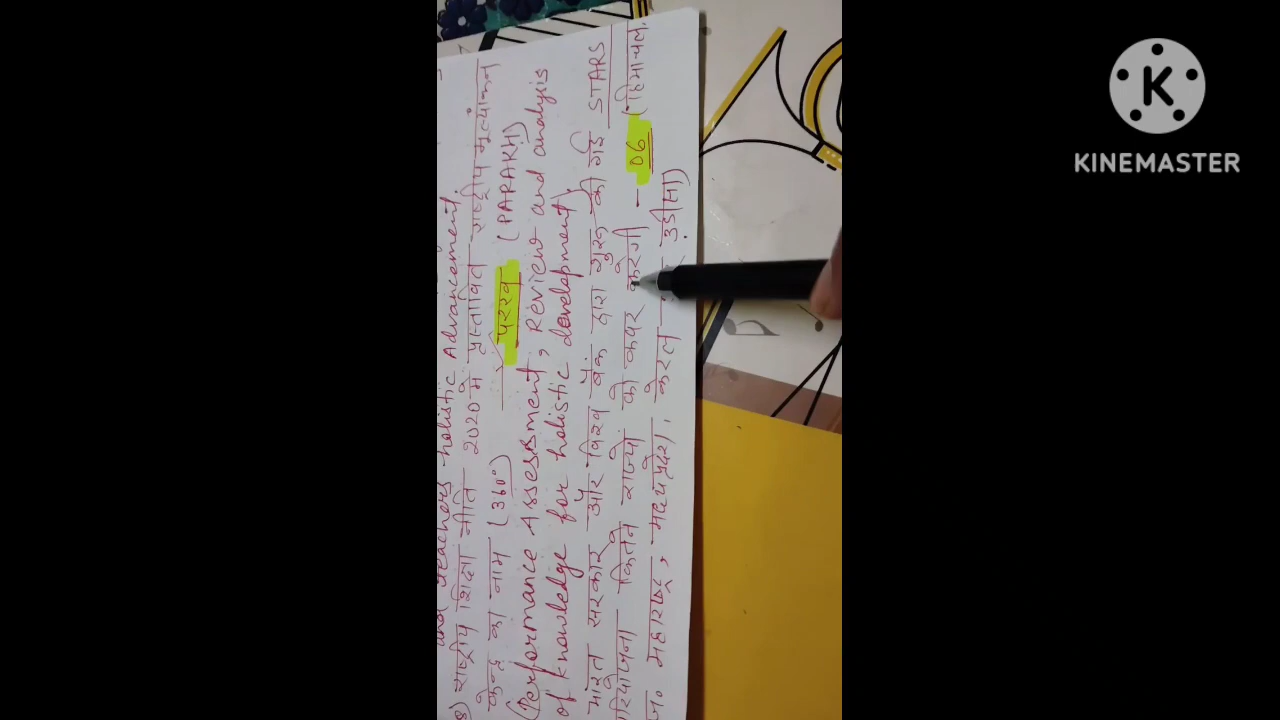 and teachers holistic Advancement.
8) राष्ट्रीय शिक्षा नीति 2020 मे प्रस्तावित राष्ट्रीय मुल्यांकन
केन्द्र का नाम (360°) परख (PARAKH)
(Performance Assessment, Review and analysis
of knowledge for holistic development).
भारत सरकार और विश्व बैंक द्वारा शुरू की गई STARS
परियोजना कितने राज्यों को कवर करेगी - 06 (हिमाचल
महाराष्ट्र, मध्यप्रदेश, केरल उडीसा)
KINEMASTER